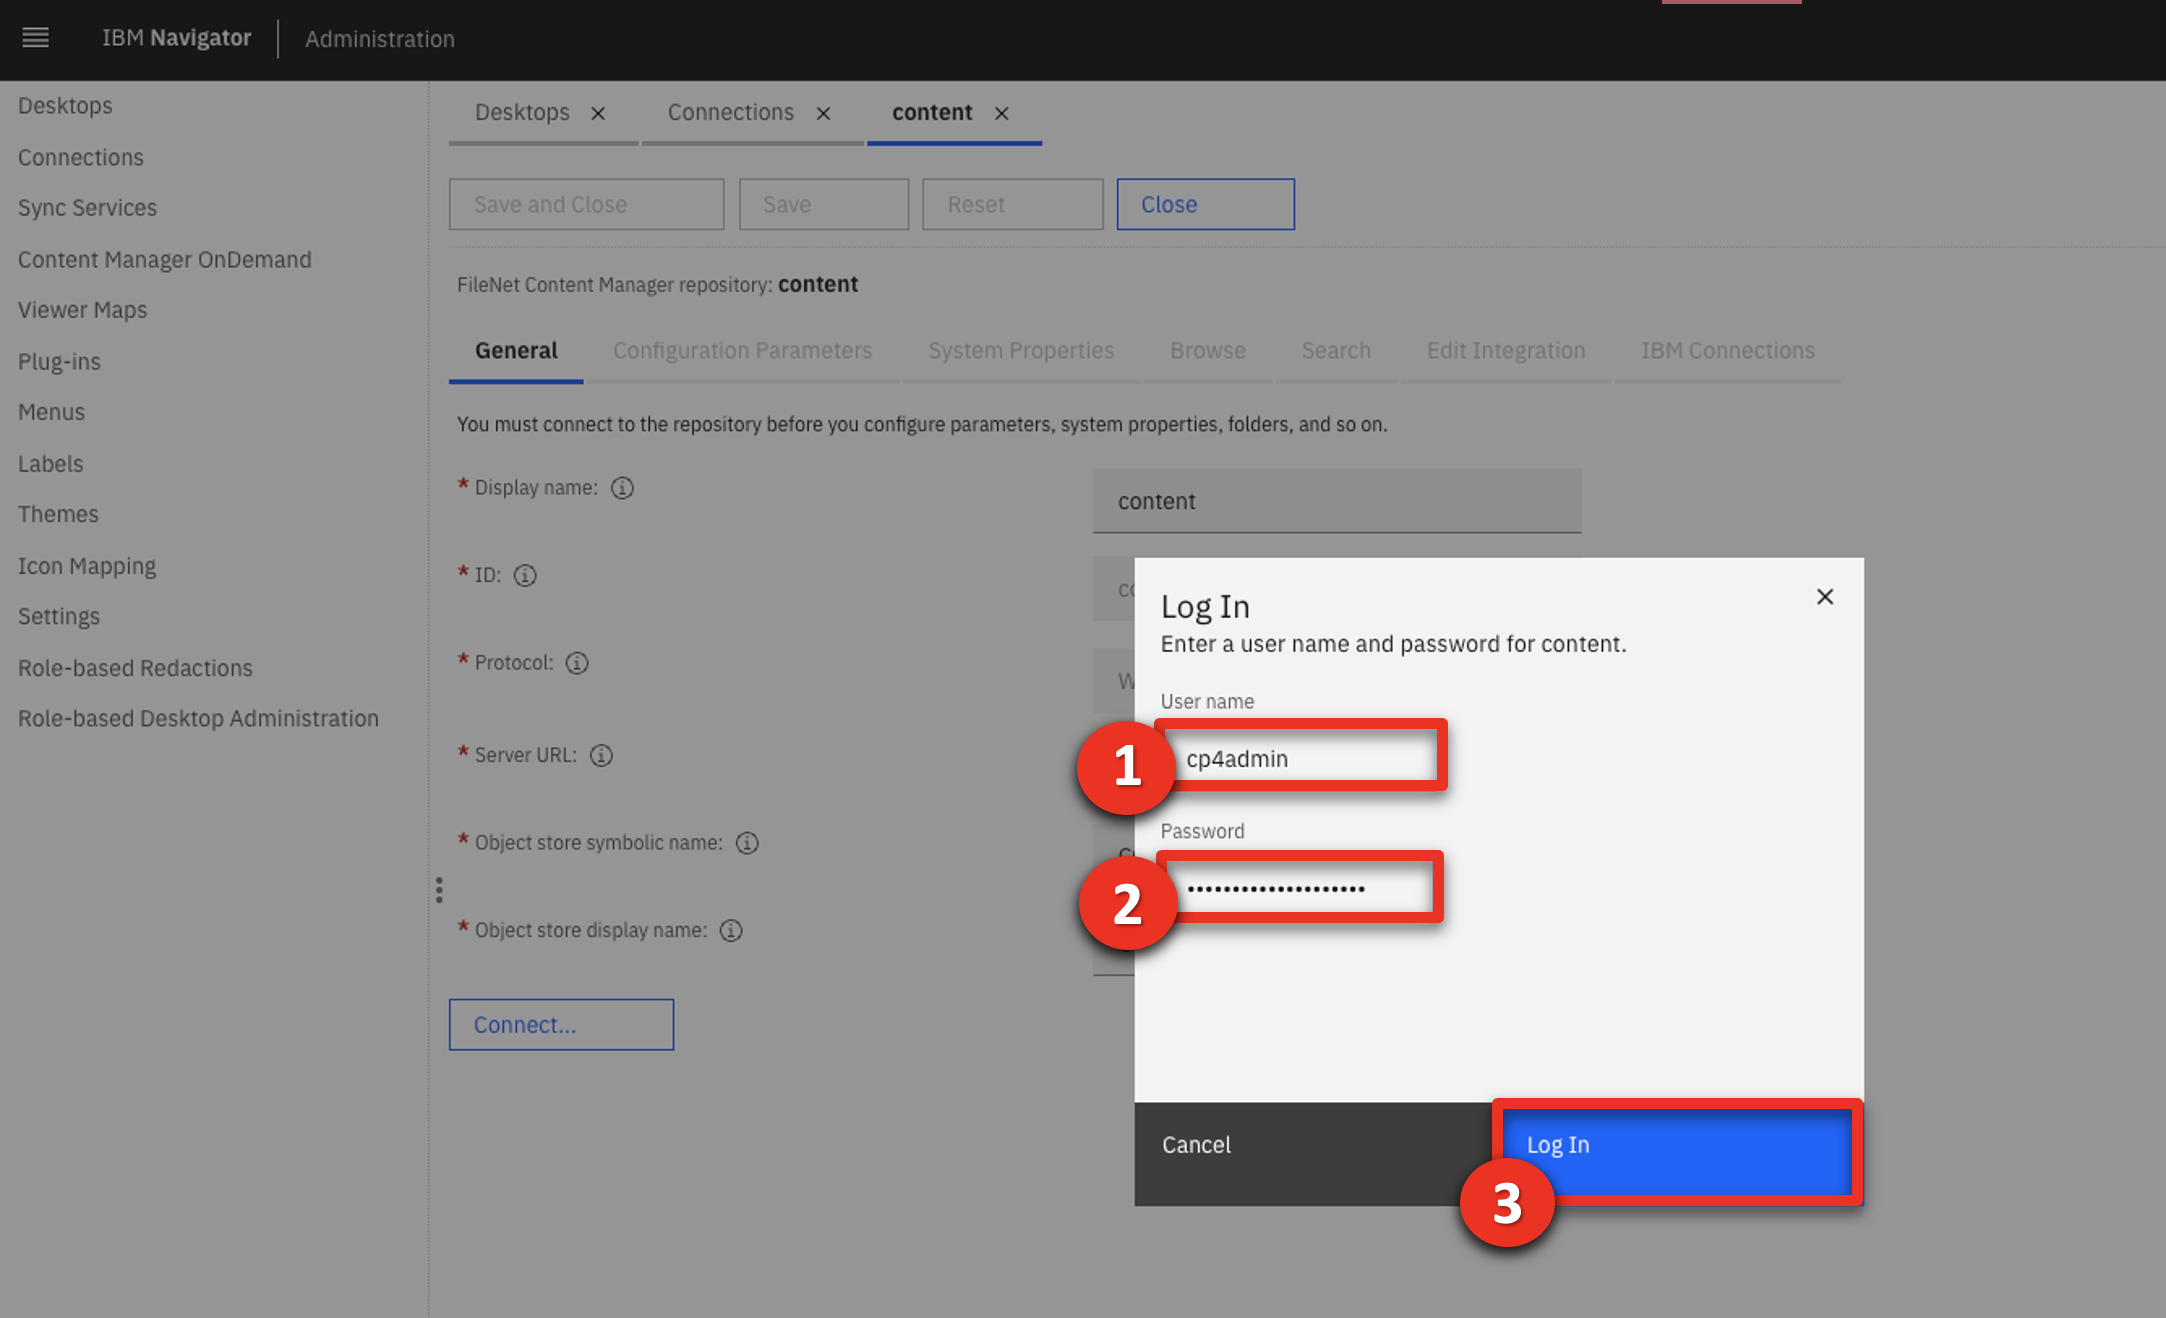 IBM Navigator
Administration
Desktops
Connections
Sync Services
Content Manager OnDemand
Viewer Maps
Plug-ins
Menus
Labels
Themes
Icon Mapping
Settings
Role-based Redactions
Role-based Desktop Administration
Desktops
Connections
content
Save and Close
Save
Reset
Close
FileNet Content Manager repository: content
General
Configuration Parameters
System Properties
Browse
Search
Edit Integration
IBM Connections
You must connect to the repository before you configure parameters, system properties, folders, and so on.
* Display name:
content
* ID:
* Protocol:
* Server URL:
* Object store symbolic name:
* Object store display name:
Connect...
Log In
Enter a user name and password for content.
User name
1
cp4admin
Password
2
••••••••••••••••••••
Cancel
Log In
3